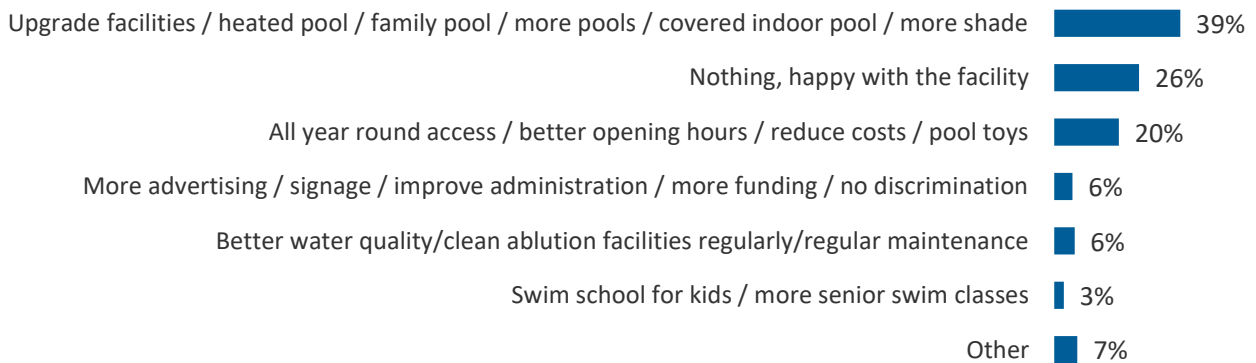 Upgrade facilities / heated pool / family pool / more pools / covered indoor pool / more shade 39%
Nothing, happy with the facility 26%
All year round access / better opening hours / reduce costs / pool toys 20%
More advertising / signage / improve administration / more funding / no discrimination 6%
Better water quality/clean ablution facilities regularly/regular maintenance 6%
Swim school for kids / more senior swim classes 3%
Other 7%